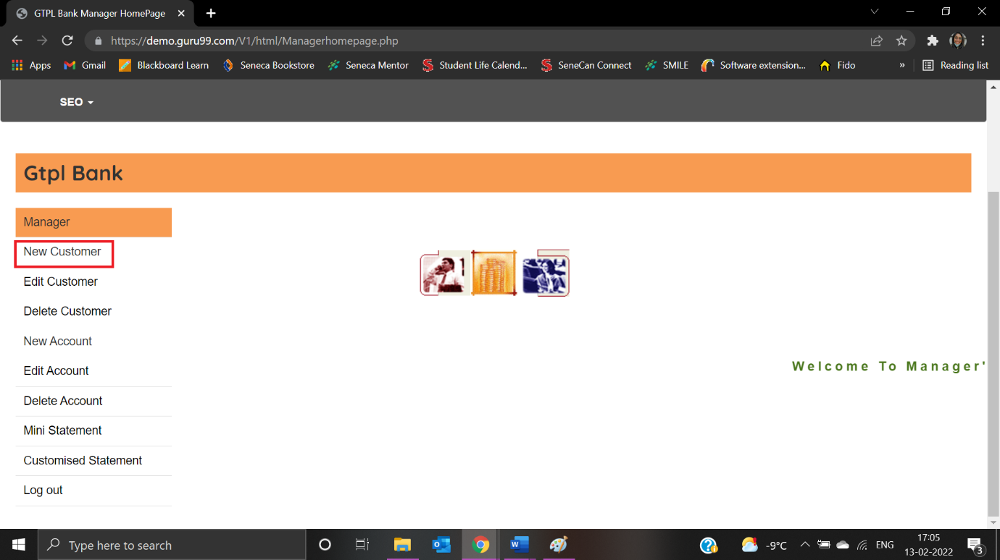 GTPL Bank Manager HomePage
https://demo.guru99.com/V1/html/Managerhomepage.php
Apps Gmail Blackboard Learn Seneca Bookstore Seneca Mentor Student Life Calend... SeneCan Connect SMILE Software extension... Fido » Reading list
SEO
Gtpl Bank
Manager
New Customer
Edit Customer
Delete Customer
New Account
Edit Account
Welcome To Manager'
Delete Account
Mini Statement
Customised Statement
Log out
Type here to search
-9°C
ENG
17:05
13-02-2022
3